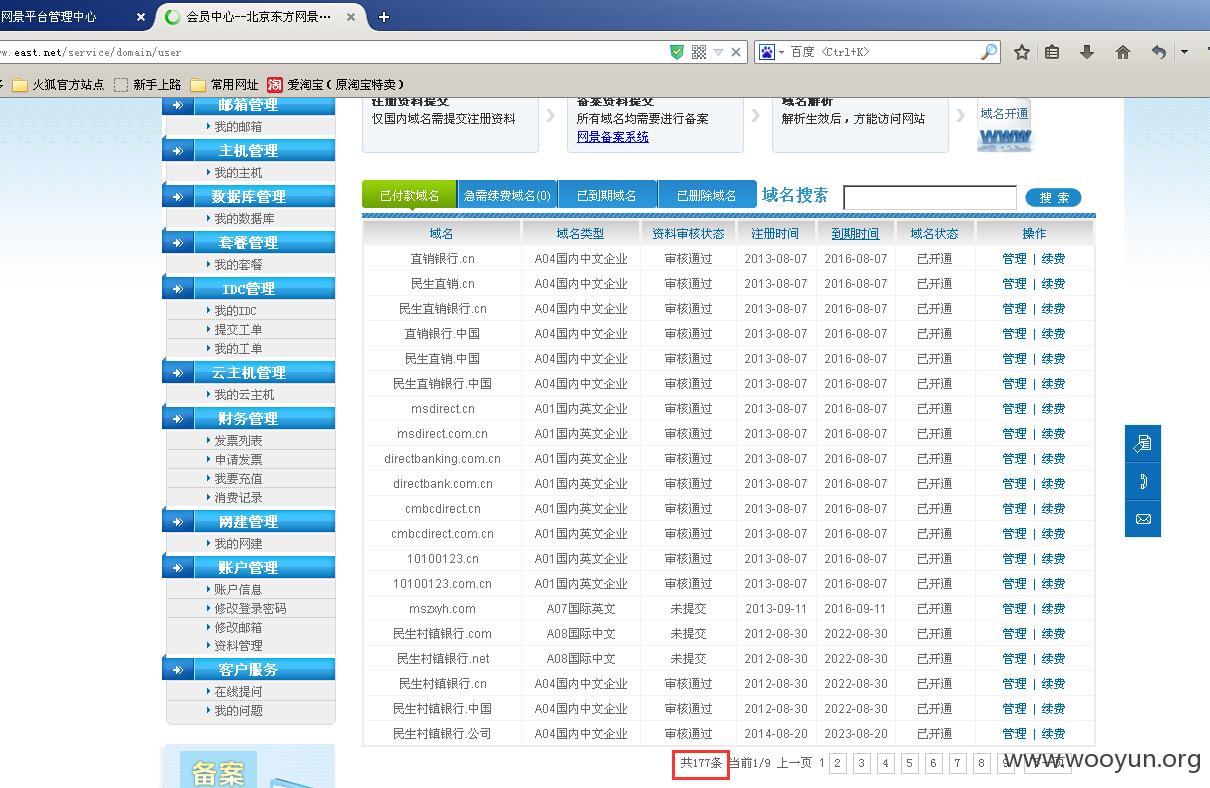 网景平台管理中心 × 会员中心--北京东方网景··· × +
w.east.net/service/domain/user 百度 <Ctrl+K>
火狐官方站点 新手上路 常用网址 淘 爱淘宝（原淘宝特卖）
邮箱管理
我的邮箱
主机管理
我的主机
数据库管理
我的数据库
套餐管理
我的套餐
IDC管理
我的IDC
提交工单
我的工单
云主机管理
我的云主机
财务管理
发票列表
申请发票
我要充值
消费记录
网建管理
我的网建
账户管理
账户信息
修改登录密码
修改邮箱
资料管理
客户服务
在线提问
我的问题
备案
注册资料提交
仅国内域名需提交注册资料
备案资料提交
所有域名均需要进行备案
网景备案系统
域名解析
解析生效后，方能访问网站
域名开通
WWW
已付款域名 急需续费域名(0) 已到期域名 已删除域名 域名搜索 搜 索
域名 域名类型 资料审核状态 注册时间 到期时间 域名状态 操作
直销银行.cn A04国内中文企业 审核通过 2013-08-07 2016-08-07 已开通 管理 | 续费
民生直销.cn A04国内中文企业 审核通过 2013-08-07 2016-08-07 已开通 管理 | 续费
民生直销银行.cn A04国内中文企业 审核通过 2013-08-07 2016-08-07 已开通 管理 | 续费
直销银行.中国 A04国内中文企业 审核通过 2013-08-07 2016-08-07 已开通 管理 | 续费
民生直销.中国 A04国内中文企业 审核通过 2013-08-07 2016-08-07 已开通 管理 | 续费
民生直销银行.中国 A04国内中文企业 审核通过 2013-08-07 2016-08-07 已开通 管理 | 续费
msdirect.cn A01国内英文企业 审核通过 2013-08-07 2016-08-07 已开通 管理 | 续费
msdirect.com.cn A01国内英文企业 审核通过 2013-08-07 2016-08-07 已开通 管理 | 续费
directbanking.com.cn A01国内英文企业 审核通过 2013-08-07 2016-08-07 已开通 管理 | 续费
directbank.com.cn A01国内英文企业 审核通过 2013-08-07 2016-08-07 已开通 管理 | 续费
cmbcdirect.cn A01国内英文企业 审核通过 2013-08-07 2016-08-07 已开通 管理 | 续费
cmbcdirect.com.cn A01国内英文企业 审核通过 2013-08-07 2016-08-07 已开通 管理 | 续费
10100123.cn A01国内英文企业 审核通过 2013-08-07 2016-08-07 已开通 管理 | 续费
10100123.com.cn A01国内英文企业 审核通过 2013-08-07 2016-08-07 已开通 管理 | 续费
mszxyh.com A07国际英文 未提交 2013-09-11 2016-09-11 已开通 管理 | 续费
民生村镇银行.com A08国际中文 未提交 2012-08-30 2022-08-30 已开通 管理 | 续费
民生村镇银行.net A08国际中文 未提交 2012-08-30 2022-08-30 已开通 管理 | 续费
民生村镇银行.cn A04国内中文企业 审核通过 2012-08-30 2022-08-30 已开通 管理 | 续费
民生村镇银行.中国 A04国内中文企业 审核通过 2012-08-30 2022-08-30 已开通 管理 | 续费
民生村镇银行.公司 A04国内中文企业 审核通过 2014-08-20 2023-08-20 已开通 管理 | 续费
共177条 当前1/9 上一页 1 2 3 4 5 6 7 8 9 下一页
www.wooyun.org